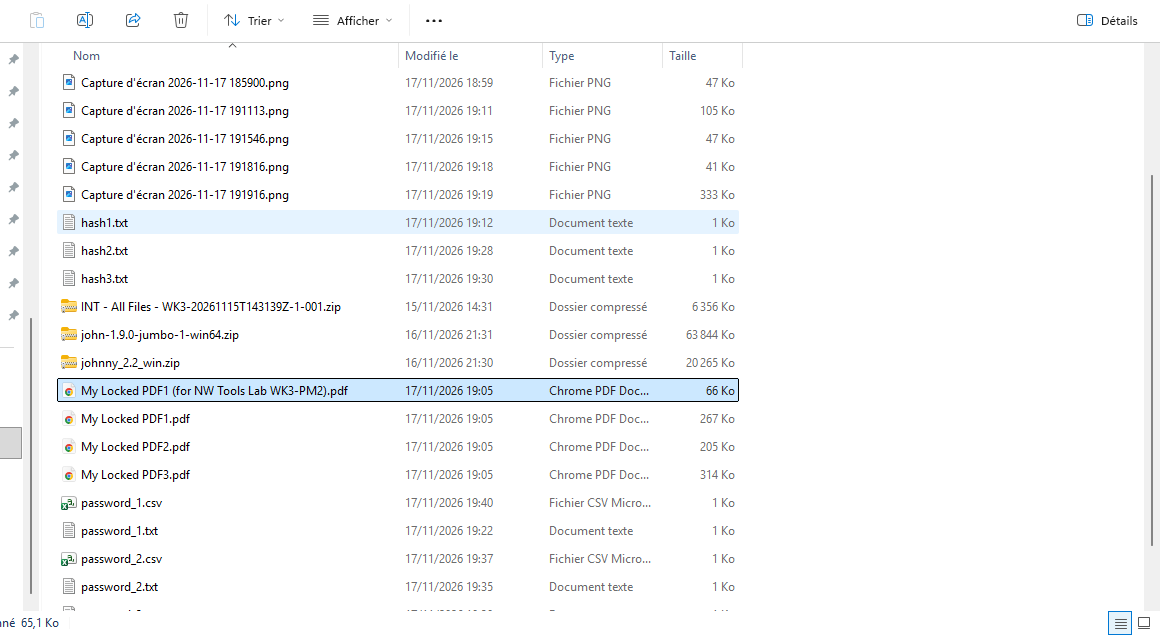 Trier Afficher Détails
Nom Modifié le Type Taille
Capture d'écran 2026-11-17 185900.png 17/11/2026 18:59 Fichier PNG 47 Ko
Capture d'écran 2026-11-17 191113.png 17/11/2026 19:11 Fichier PNG 105 Ko
Capture d'écran 2026-11-17 191546.png 17/11/2026 19:15 Fichier PNG 47 Ko
Capture d'écran 2026-11-17 191816.png 17/11/2026 19:18 Fichier PNG 41 Ko
Capture d'écran 2026-11-17 191916.png 17/11/2026 19:19 Fichier PNG 333 Ko
hash1.txt 17/11/2026 19:12 Document texte 1 Ko
hash2.txt 17/11/2026 19:28 Document texte 1 Ko
hash3.txt 17/11/2026 19:30 Document texte 1 Ko
INT - All Files - WK3-20261115T143139Z-1-001.zip 15/11/2026 14:31 Dossier compressé 6 356 Ko
john-1.9.0-jumbo-1-win64.zip 16/11/2026 21:31 Dossier compressé 63 844 Ko
johnny_2.2_win.zip 16/11/2026 21:30 Dossier compressé 20 265 Ko
My Locked PDF1 (for NW Tools Lab WK3-PM2).pdf 17/11/2026 19:05 Chrome PDF Doc... 66 Ko
My Locked PDF1.pdf 17/11/2026 19:05 Chrome PDF Doc... 267 Ko
My Locked PDF2.pdf 17/11/2026 19:05 Chrome PDF Doc... 205 Ko
My Locked PDF3.pdf 17/11/2026 19:05 Chrome PDF Doc... 314 Ko
password_1.csv 17/11/2026 19:40 Fichier CSV Micro... 1 Ko
password_1.txt 17/11/2026 19:22 Document texte 1 Ko
password_2.csv 17/11/2026 19:37 Fichier CSV Micro... 1 Ko
password_2.txt 17/11/2026 19:35 Document texte 1 Ko
nné 65,1 Ko